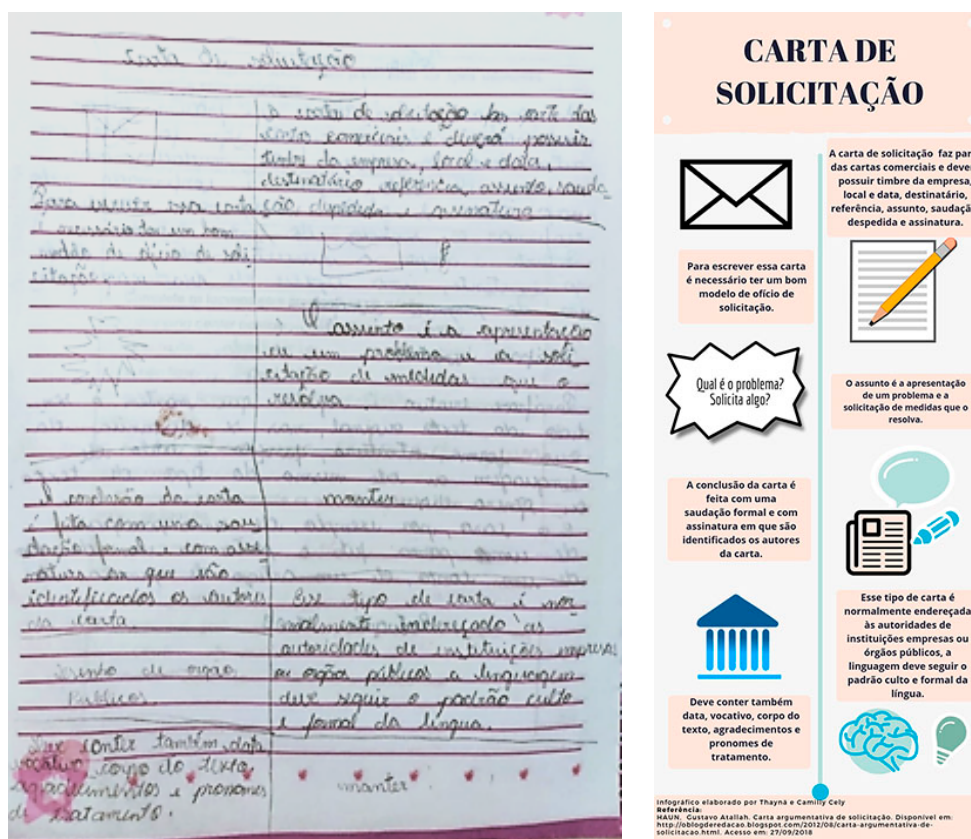 Carta de solicitação
A carta de solicitação faz parte das
cartas comerciais e deverá possuir
timbre da empresa, local e data,
destinatário, referência, assunto, sauda
ção despedida e assinatura
Para escrever essa carta
é necessário ter um bom
modelo de ofício de soli
citação.
O assunto é a apresentação
de um problema e a soli
citação de medidas que o
resolva.
A conclusão da carta
é feita com uma sau
dação formal e com assi
natura em que são
identificados os autores
da carta.
manter
Esse tipo de carta é nor
malmente endereçado às
autoridades de instituições empresas
ou orgãos públicos a linguagem
deve seguir o padrão culto
e formal da língua.
desenho de orgão
Públicos
Deve conter também data
vocativo corpo do texto,
agradecimentos e pronomes
de tratamento.
manter
CARTA DE
SOLICITAÇÃO
A carta de solicitação faz par
das cartas comerciais e deve
possuir timbre da empresa,
local e data, destinatário,
referência, assunto, saudaçã
despedida e assinatura.
Para escrever essa carta
é necessário ter um bom
modelo de ofício de
solicitação.
Qual é o problema?
Solicita algo?
O assunto é a apresentação
de um problema e a
solicitação de medidas que o
resolva.
A conclusão da carta é
feita com uma
saudação formal e com
assinatura em que são
identificados os autores
da carta.
Esse tipo de carta é
normalmente endereçada
às autoridades de
instituições empresas ou
órgãos públicos, a
linguagem deve seguir o
padrão culto e formal da
língua.
Deve conter também
data, vocativo, corpo do
texto, agradecimentos e
pronomes de
tratamento.
Infográfico elaborado por Thayná e Camilly Cely
Referência:
HAUN, Gustavo Atallah. Carta argumentativa de solicitação. Disponível em:
http://oblogderedacao.blogspot.com/2012/08/carta-argumentativa-de-
solicitacao.html. Acesso em: 27/09/2018